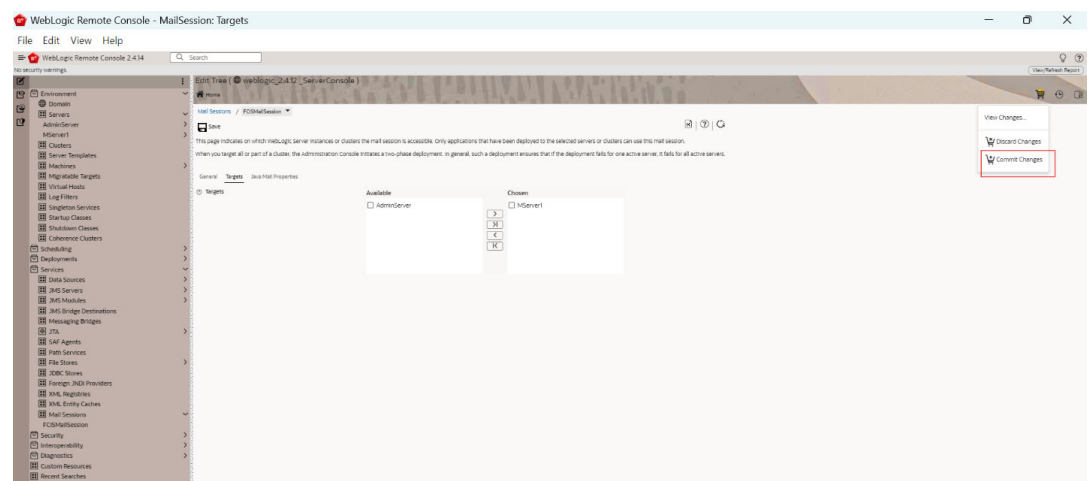 WebLogic Remote Console - MailSession: Targets
File Edit View Help
WebLogic Remote Console 2.4.14
Search
No security warnings.
View/Refresh Report
Edit Tree ( weblogic_2.4.12_ServerConsole )
Home
Environment
Domain
Servers
AdminServer
MServer1
Clusters
Server Templates
Machines
Migratable Targets
Virtual Hosts
Log Filters
Singleton Services
Startup Classes
Shutdown Classes
Coherence Clusters
Scheduling
Deployments
Services
Data Sources
JMS Servers
JMS Modules
JMS Bridge Destinations
Messaging Bridges
JTA
SAF Agents
Path Services
File Stores
JDBC Stores
Foreign JNDI Providers
XML Registries
XML Entity Caches
Mail Sessions
FCISMailSession
Security
Interoperability
Diagnostics
Custom Resources
Recent Searches
Mail Sessions / FCISMailSession
Save
This page indicates on which WebLogic Server instances or clusters the mail session is accessible. Only applications that have been deployed to the selected servers or clusters can use this mail session.
When you target all or part of a cluster, the Administration Console initiates a two-phase deployment. In general, such a deployment ensures that if the deployment fails for one active server, it fails for all active servers.
General Targets Java Mail Properties
Targets
Available
AdminServer
Chosen
MServer1
View Changes...
Discard Changes
Commit Changes